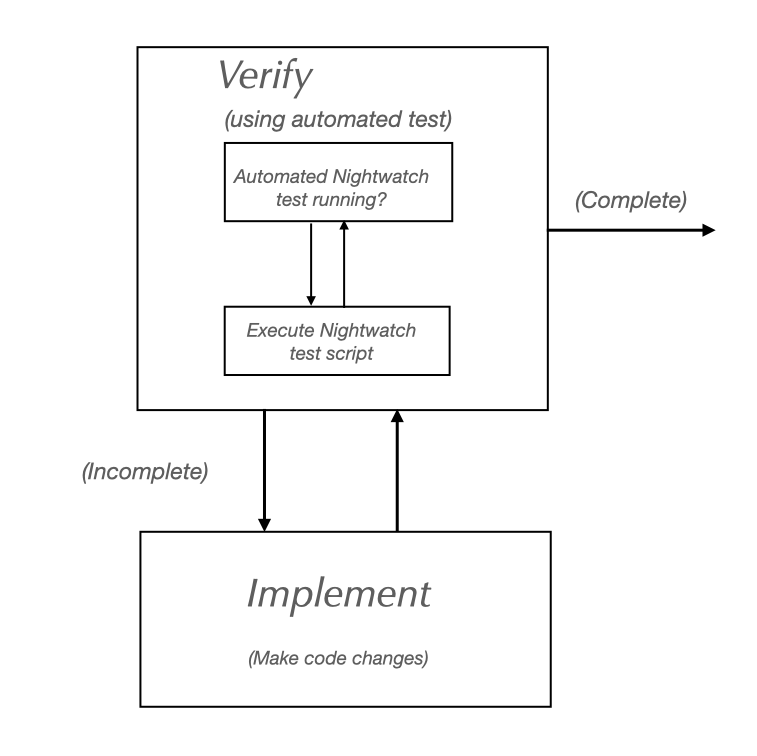 Verify
(using automated test)
Automated Nightwatch
test running?
(Complete)
Execute Nightwatch
test script
(Incomplete)
Implement
(Make code changes)